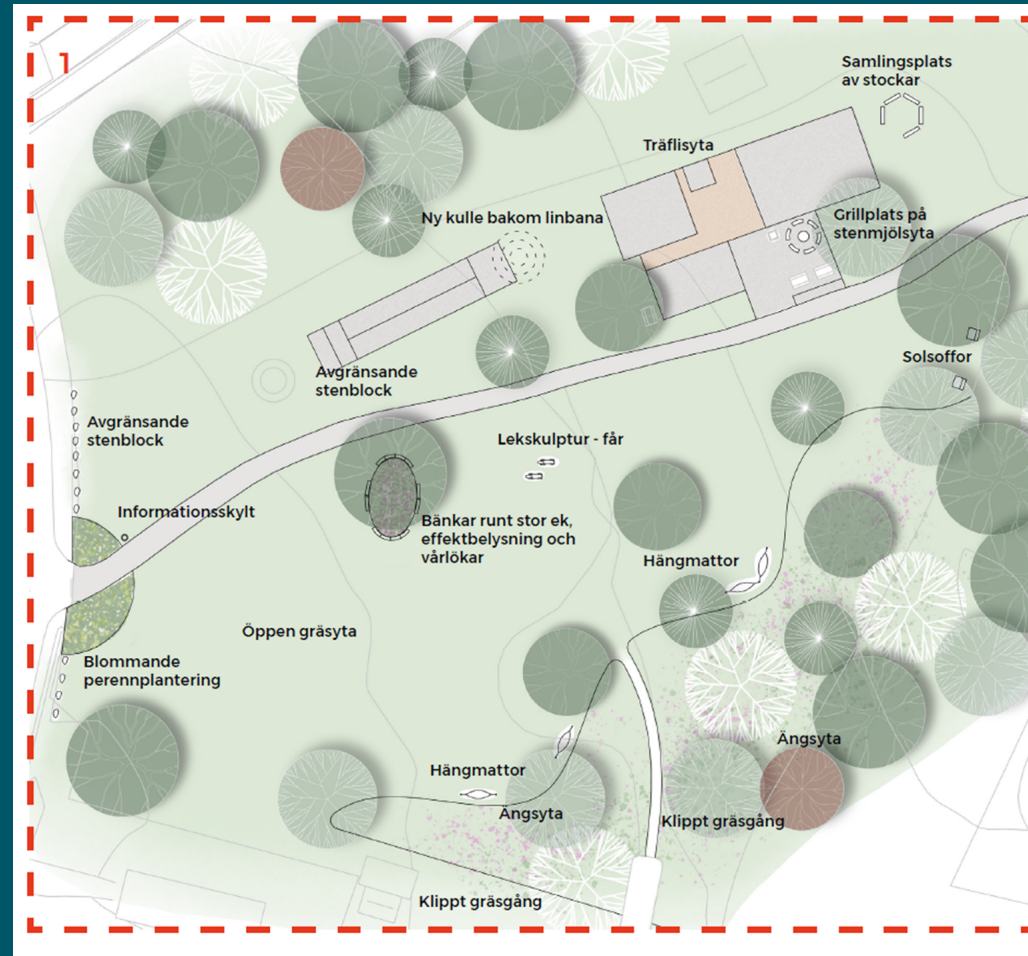 1
Samlingsplats
av stockar
Träflisyta
Ny kulle bakom linbana
Grillplats på
stenmjölsyta
Avgränsande
stenblock
Solsoffor
Avgränsande
stenblock
Lekskulptur - får
Informationsskylt
Bänkar runt stor ek,
effektbelysning och
vårlökar
Hängmattor
Öppen gräsyta
Blommande
perennplantering
Ängsyta
Hängmattor
Ängsyta
Klippt gräsgång
Klippt gräsgång